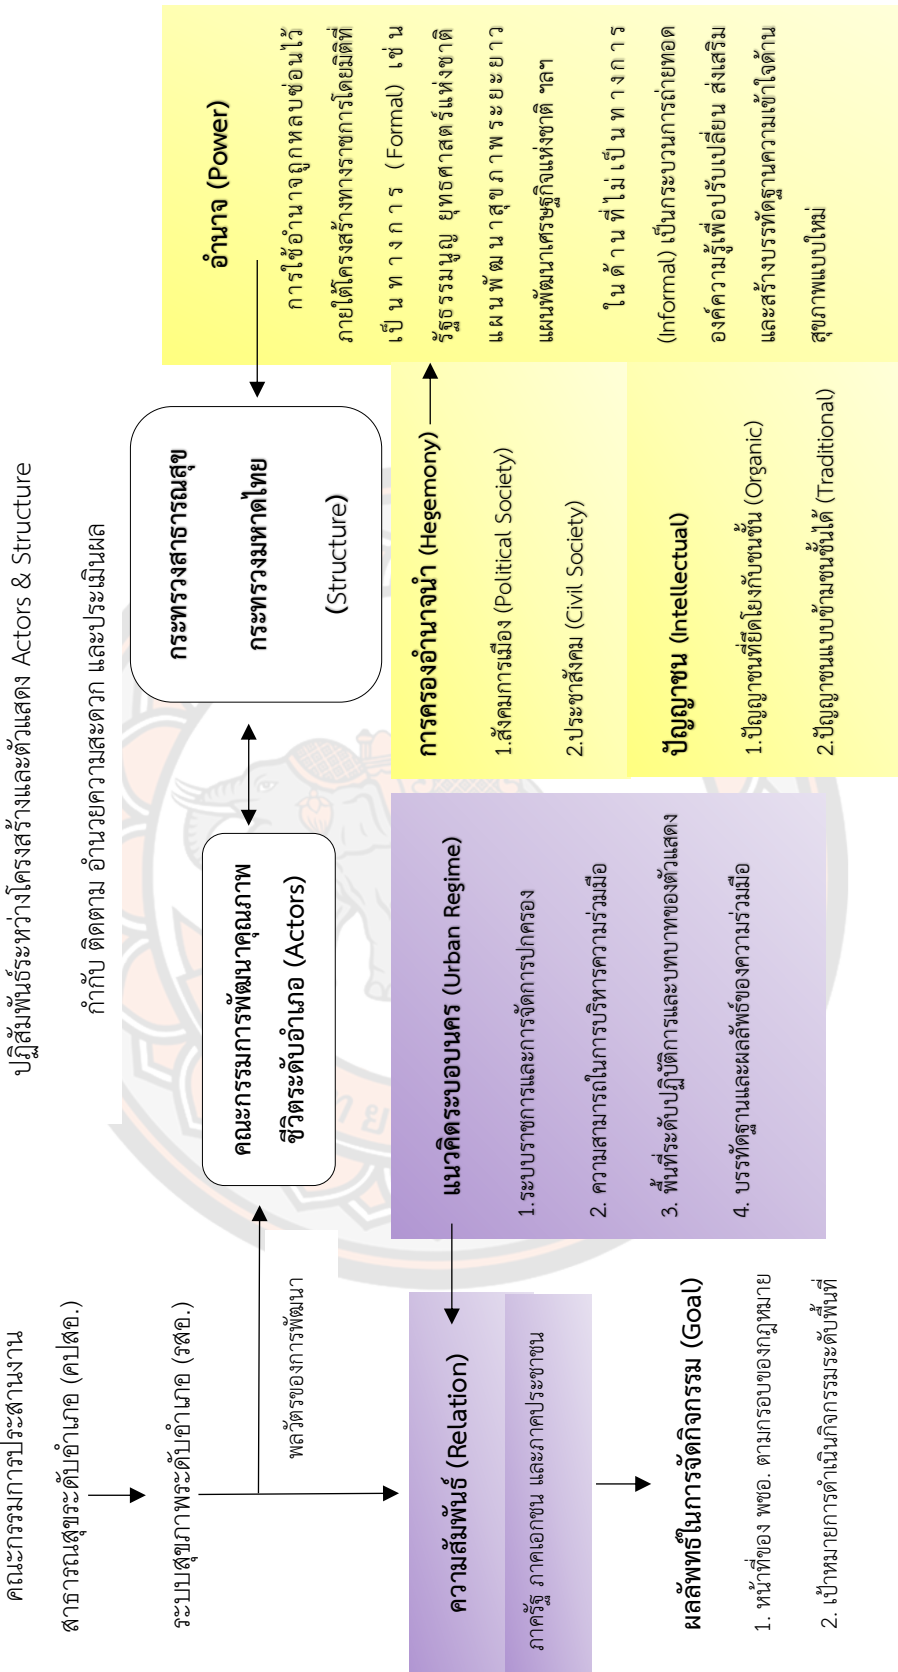 ปฏิสัมพันธ์ระหว่างโครงสร้างและตัวแสดง Actors & Structure
กำกับ ติดตาม อำนวยความสะดวก และประเมินผล
คณะกรรมการประสานงาน
สาธารณสุขระดับอำเภอ (คปสอ.)
ระบบสุขภาพระดับอำเภอ (รสอ.)
พลวัตรของการพัฒนา
คณะกรรมการพัฒนาคุณภาพ
ชีวิตระดับอำเภอ (Actors)
กระทรวงสาธารณสุข
กระทรวงมหาดไทย
(Structure)
อำนาจ (Power)
การใช้อำนาจถูกหลบซ่อนไว้
ภายใต้โครงสร้างทางราชการโดยมิติที่
เป็นทางการ (Formal) เช่น
รัฐธรรมนูญ ยุทธศาสตร์แห่งชาติ
แผนพัฒนาสุขภาพระยะยาว
แผนพัฒนาเศรษฐกิจแห่งชาติ ฯลฯ
ในด้านที่ไม่เป็นทางการ
(Informal) เป็นกระบวนการถ่ายทอด
องค์ความรู้เพื่อปรับเปลี่ยน ส่งเสริม
และสร้างบรรทัดฐานความเข้าใจด้าน
สุขภาพแบบใหม่
ความสัมพันธ์ (Relation)
ภาครัฐ ภาคเอกชน และภาคประชาชน
แนวคิดระบอบนคร (Urban Regime)
1.ระบบราชการและการจัดการปกครอง
2. ความสามารถในการบริหารความร่วมมือ
3. พื้นที่ระดับปฏิบัติการและบทบาทของตัวแสดง
4. บรรทัดฐานและผลลัพธ์ของความร่วมมือ
การครองอำนาจนำ (Hegemony)
1.สังคมการเมือง (Political Society)
2.ประชาสังคม (Civil Society)
ปัญญาชน (Intellectual)
1.ปัญญาชนที่ยึดโยงกับชนชั้น (Organic)
2.ปัญญาชนแบบข้ามชนชั้นได้ (Traditional)
ผลลัพทธ์ในการจัดกิจกรรม (Goal)
1. หน้าที่ของ พชอ. ตามกรอบของกฎหมาย
2. เป้าหมายการดำเนินกิจกรรมระดับพื้นที่